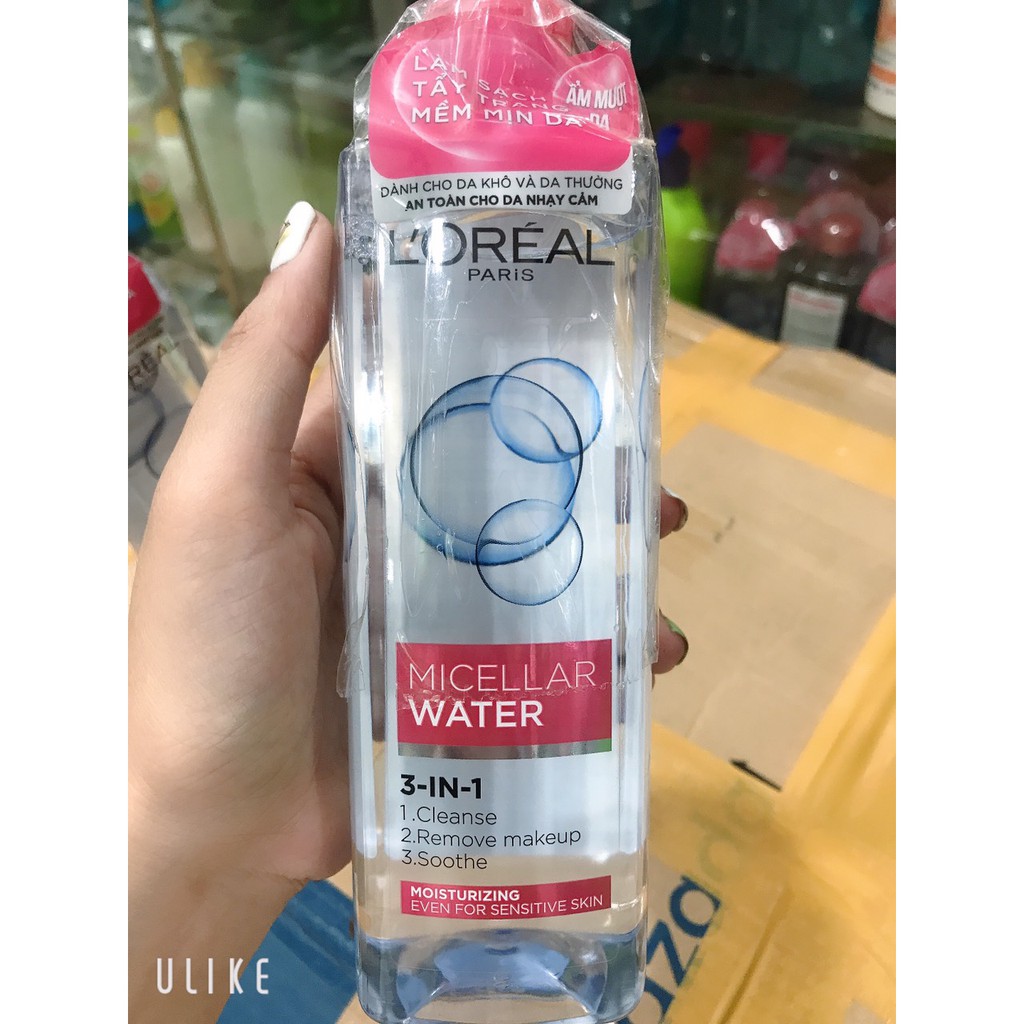 LÀM SẠCH
TẨY TRANG
MỀM MỊN DA
ẨM MƯỢT
DÀNH CHO DA KHÔ VÀ DA THƯỜNG
AN TOÀN CHO DA NHẠY CẢM
L'ORÉAL
PARIS
MICELLAR
WATER
3-IN-1
1.Cleanse
2.Remove makeup
3.Soothe
MOISTURIZING
EVEN FOR SENSITIVE SKIN
ULIKE